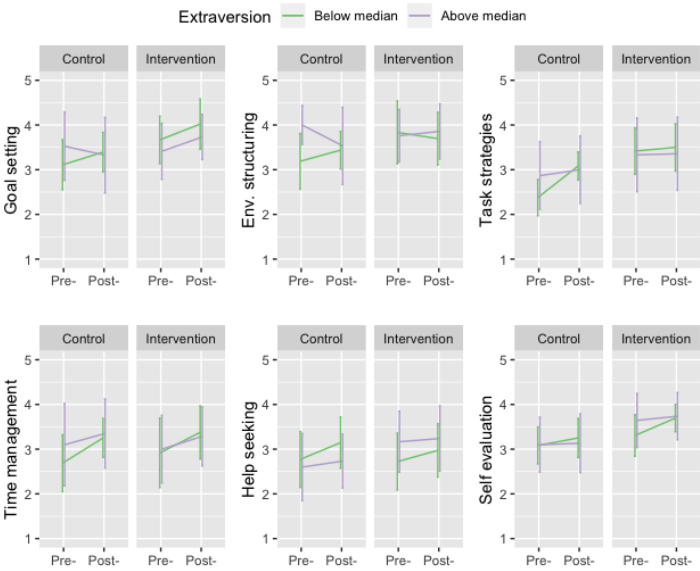 Extraversion Below median Above median
Control Intervention Control Intervention Control Intervention
Goal setting
5
4
3
2
1
Pre- Post- Pre- Post-
Env. structuring
5
4
3
2
1
Pre- Post- Pre- Post-
Task strategies
5
4
3
2
1
Pre- Post- Pre- Post-
Control Intervention Control Intervention Control Intervention
Time management
5
4
3
2
1
Pre- Post- Pre- Post-
Help seeking
5
4
3
2
1
Pre- Post- Pre- Post-
Self evaluation
5
4
3
2
1
Pre- Post- Pre- Post-